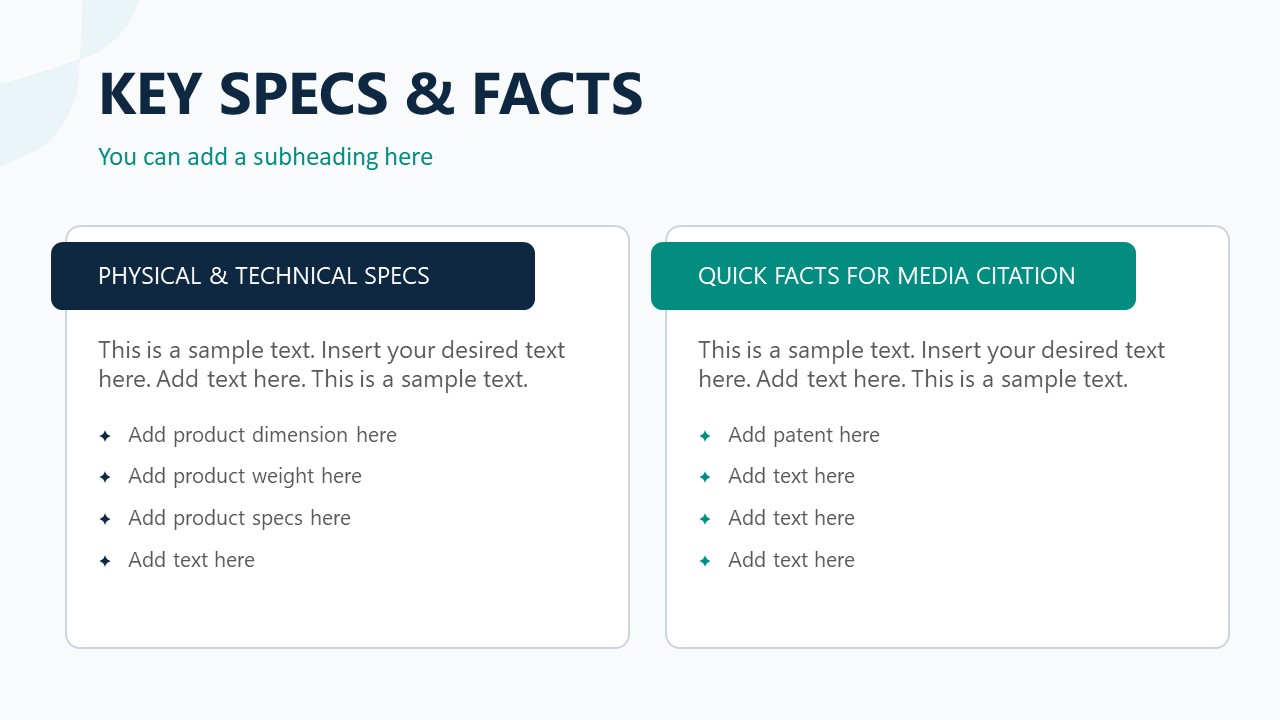 KEY SPECS & FACTS
You can add a subheading here
PHYSICAL & TECHNICAL SPECS
This is a sample text. Insert your desired text
here. Add text here. This is a sample text.
Add product dimension here
Add product weight here
Add product specs here
Add text here
QUICK FACTS FOR MEDIA CITATION
This is a sample text. Insert your desired text
here. Add text here. This is a sample text.
Add patent here
Add text here
Add text here
Add text here